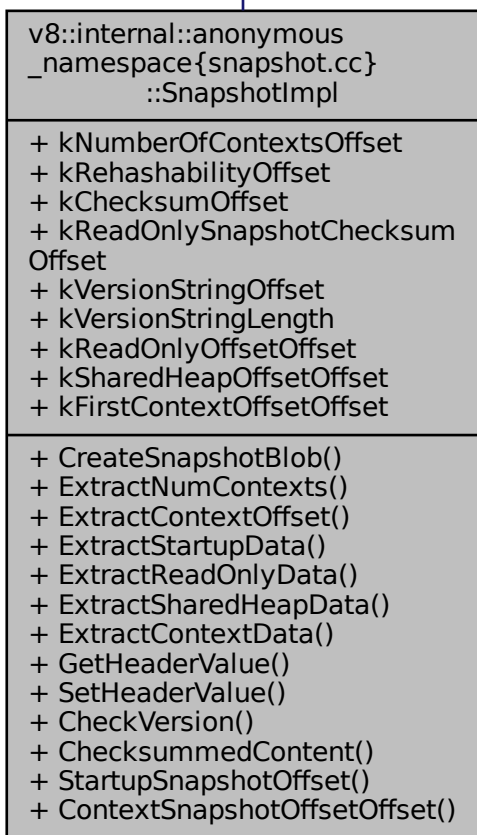 v8::internal::anonymous
_namespace{snapshot.cc}
::SnapshotImpl
+ kNumberOfContextsOffset
+ kRehashabilityOffset
+ kChecksumOffset
+ kReadOnlySnapshotChecksum
Offset
+ kVersionStringOffset
+ kVersionStringLength
+ kReadOnlyOffsetOffset
+ kSharedHeapOffsetOffset
+ kFirstContextOffsetOffset
+ CreateSnapshotBlob()
+ ExtractNumContexts()
+ ExtractContextOffset()
+ ExtractStartupData()
+ ExtractReadOnlyData()
+ ExtractSharedHeapData()
+ ExtractContextData()
+ GetHeaderValue()
+ SetHeaderValue()
+ CheckVersion()
+ ChecksummedContent()
+ StartupSnapshotOffset()
+ ContextSnapshotOffsetOffset()